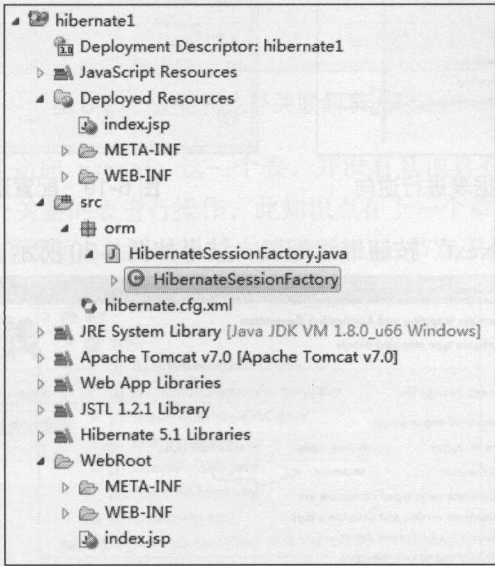 hibernate1
Deployment Descriptor: hibernate1
JavaScript Resources
Deployed Resources
index.jsp
META-INF
WEB-INF
src
orm
HibernateSessionFactory.java
HibernateSessionFactory
hibernate.cfg.xml
JRE System Library [Java JDK VM 1.8.0_u66 Windows]
Apache Tomcat v7.0 [Apache Tomcat v7.0]
Web App Libraries
JSTL 1.2.1 Library
Hibernate 5.1 Libraries
WebRoot
META-INF
WEB-INF
index.jsp